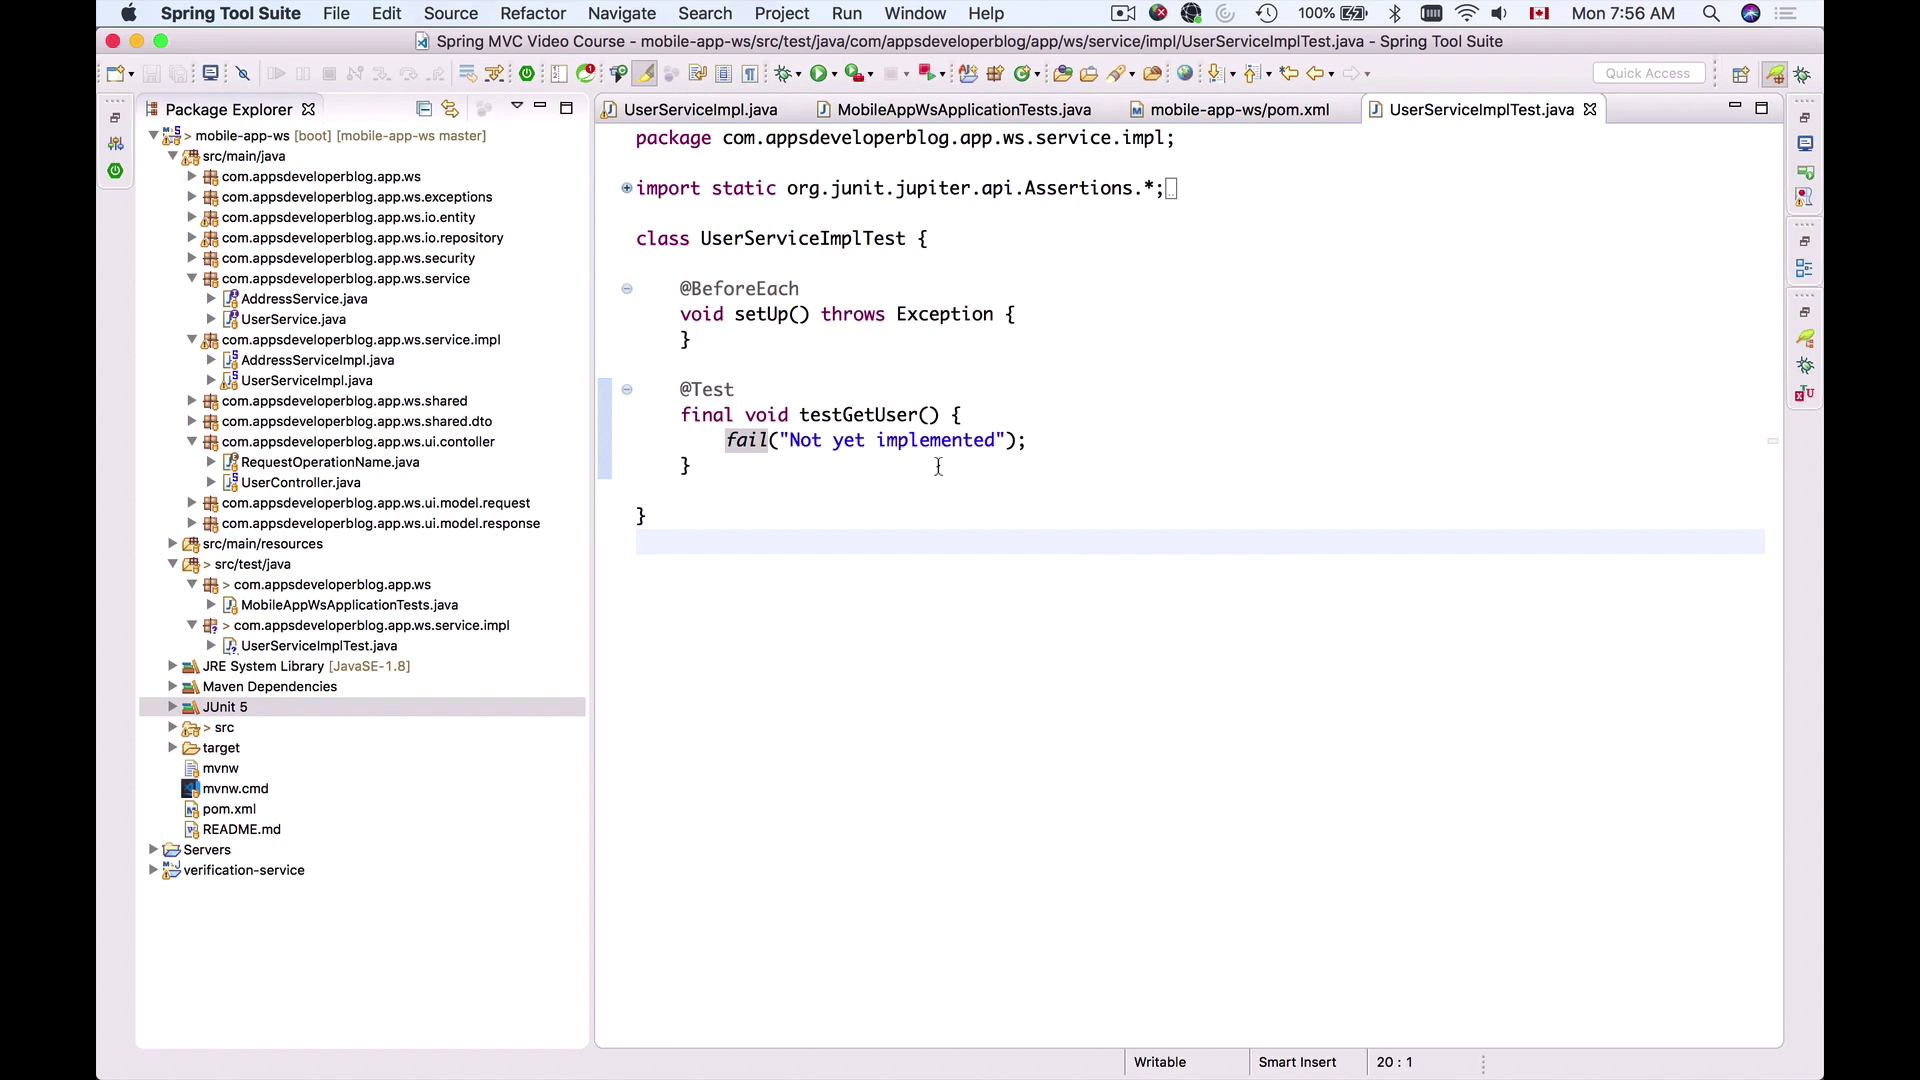 Spring Tool Suite File Edit Source Refactor Navigate Search Project Run Window Help 100% Mon 7:56 AM
Spring MVC Video Course - mobile-app-ws/src/test/java/com/appsdeveloperblog/app/ws/service/impl/UserServiceImplTest.java - Spring Tool Suite
Quick Access
Package Explorer
UserServiceImpl.java MobileAppWsApplicationTests.java mobile-app-ws/pom.xml UserServiceImplTest.java
> mobile-app-ws [boot] [mobile-app-ws master]
src/main/java
com.appsdeveloperblog.app.ws
com.appsdeveloperblog.app.ws.exceptions
com.appsdeveloperblog.app.ws.io.entity
com.appsdeveloperblog.app.ws.io.repository
com.appsdeveloperblog.app.ws.security
com.appsdeveloperblog.app.ws.service
AddressService.java
UserService.java
com.appsdeveloperblog.app.ws.service.impl
AddressServiceImpl.java
UserServiceImpl.java
com.appsdeveloperblog.app.ws.shared
com.appsdeveloperblog.app.ws.shared.dto
com.appsdeveloperblog.app.ws.ui.contoller
RequestOperationName.java
UserController.java
com.appsdeveloperblog.app.ws.ui.model.request
com.appsdeveloperblog.app.ws.ui.model.response
src/main/resources
> src/test/java
> com.appsdeveloperblog.app.ws
MobileAppWsApplicationTests.java
> com.appsdeveloperblog.app.ws.service.impl
UserServiceImplTest.java
JRE System Library [JavaSE-1.8]
Maven Dependencies
JUnit 5
> src
target
mvnw
mvnw.cmd
pom.xml
README.md
Servers
verification-service
package com.appsdeveloperblog.app.ws.service.impl;
import static org.junit.jupiter.api.Assertions.*;
class UserServiceImplTest {
@BeforeEach
void setUp() throws Exception {
}
@Test
final void testGetUser() {
fail("Not yet implemented");
}
}
Writable Smart Insert 20 : 1